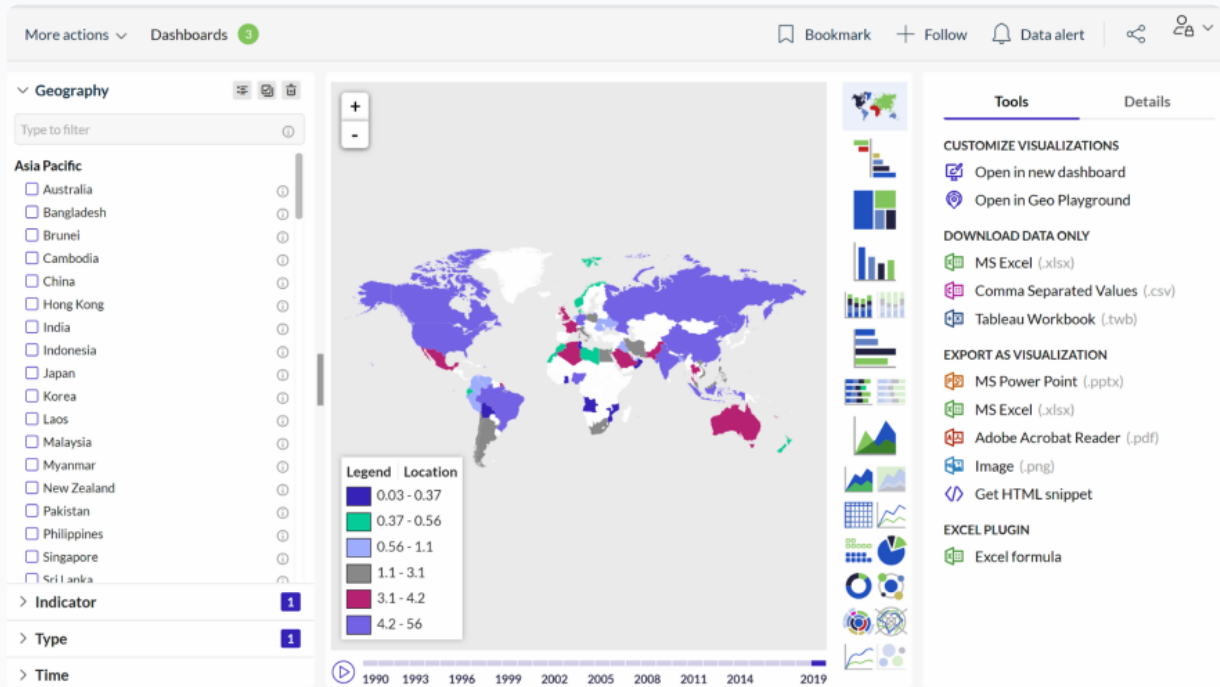 More actions
Dashboards 3
Bookmark
Follow
Data alert
Geography
Type to filter
Asia Pacific
Australia
Bangladesh
Brunei
Cambodia
China
Hong Kong
India
Indonesia
Japan
Korea
Laos
Malaysia
Myanmar
New Zealand
Pakistan
Philippines
Singapore
Sri Lanka
Indicator 1
Type 1
Time
+
-
Legend Location
0.03 - 0.37
0.37 - 0.56
0.56 - 1.1
1.1 - 3.1
3.1 - 4.2
4.2 - 56
1990 1993 1996 1999 2002 2005 2008 2011 2014 2019
Tools Details
CUSTOMIZE VISUALIZATIONS
Open in new dashboard
Open in Geo Playground
DOWNLOAD DATA ONLY
MS Excel (.xlsx)
Comma Separated Values (.csv)
Tableau Workbook (.twb)
EXPORT AS VISUALIZATION
MS Power Point (.pptx)
MS Excel (.xlsx)
Adobe Acrobat Reader (.pdf)
Image (.png)
Get HTML snippet
EXCEL PLUGIN
Excel formula